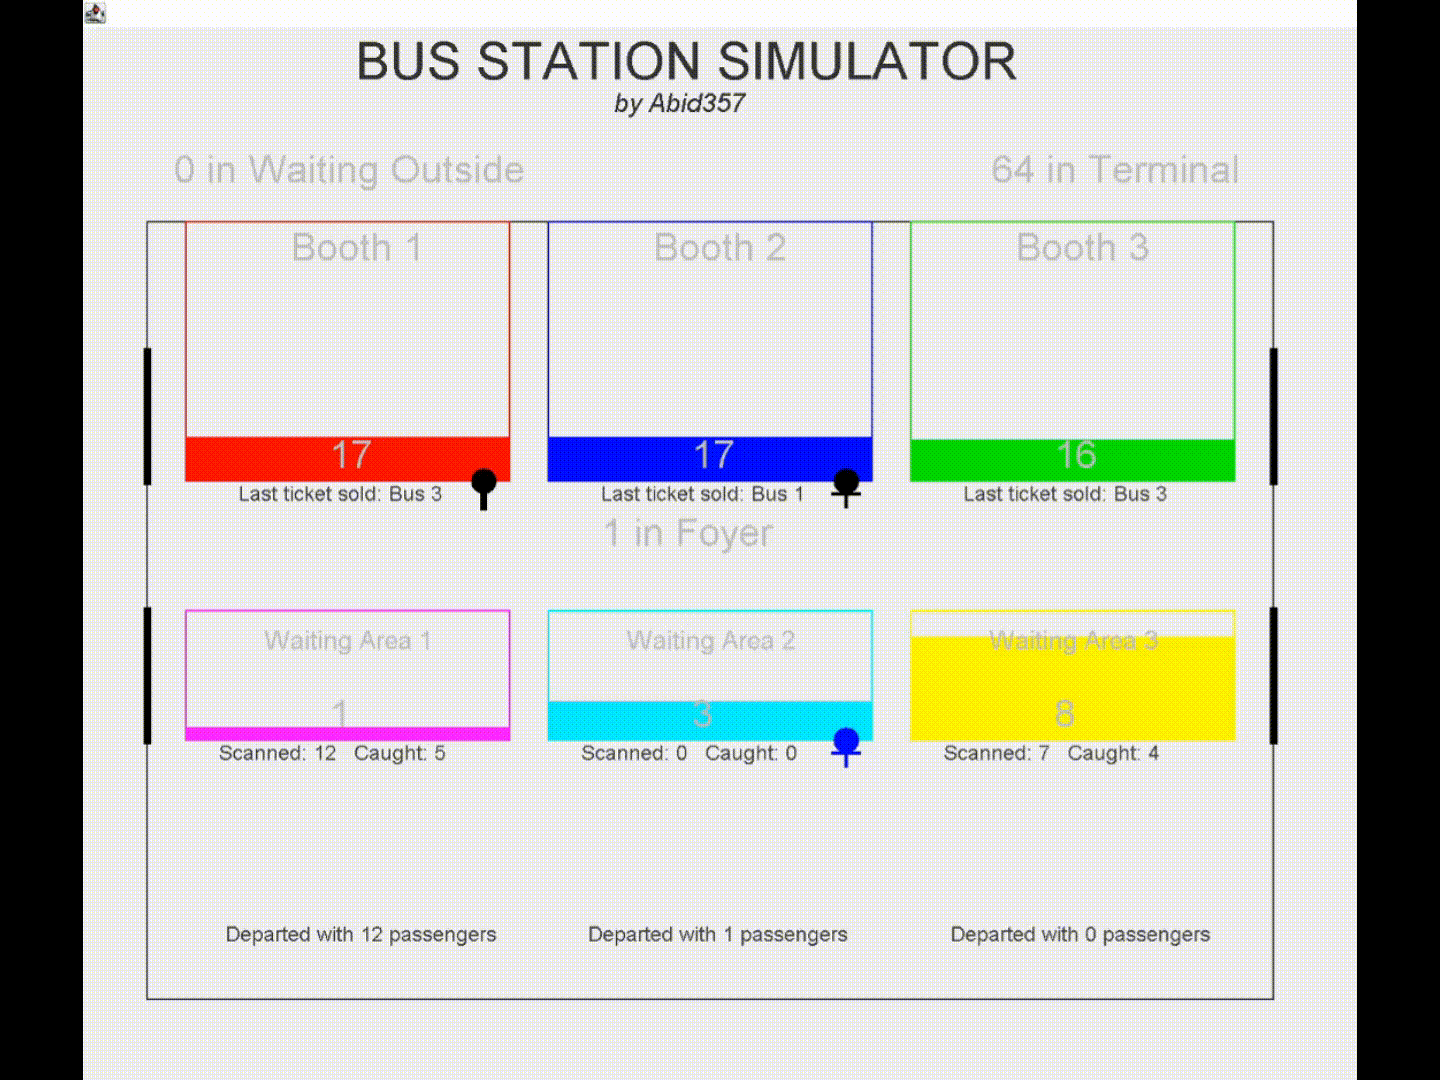 BUS STATION SIMULATOR
by Abid357
0 in Waiting Outside
64 in Terminal
Booth 1
Booth 2
Booth 3
17
17
16
Last ticket sold: Bus 3
Last ticket sold: Bus 1
Last ticket sold: Bus 3
1 in Foyer
Waiting Area 1
Waiting Area 2
Waiting Area 3
1
3
8
Scanned: 12 Caught: 5
Scanned: 0 Caught: 0
Scanned: 7 Caught: 4
Departed with 12 passengers
Departed with 1 passengers
Departed with 0 passengers